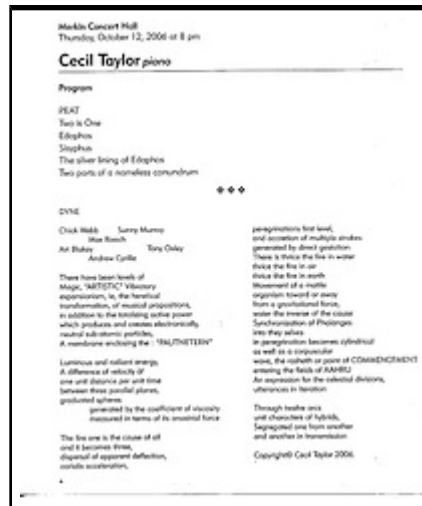 Merkin Concert Hall
Thursday, October 12, 2006 at 8 pm
Cecil Taylor piano
Program
PEAT
Two is One
Edaphos
Sisyphus
The silver lining of Edaphos
Two parts of a nameless conundrum
DYNE
Chick Webb Sunny Murray
Max Roach
Art Blakey Tony Oxley
Andrew Cyrille
There have been levels of
Magic, "ARTISTIC" Vibratory
expansionism, ie, the heretical
transformation, of musical propositions,
in addition to the totalising active power
which produces and creates electronically,
neutral sub-atomic particles,
A membrane enclosing the : "PAUTNETERN"
Luminous and radiant energy,
A difference of velocity of
one unit distance per unit time
between three parallel planes,
graduated spheres
generated by the coefficient of viscosity
measured in terms of its
force
The fire one is the cause of all
and it becomes three,
dispersal of apparent deflection,
coriolis acceleration,
peregrinations first level,
and accretion of multiple strokes
generated by direct gestation
There is thrice the fire in water
thrice the fire in air
thrice the fire in earth
Movement of a motile
organism toward or away
from a gravitational force,
water the inverse of the cause
Synchronization of Phalanges
into they selves
in peregrination becomes cylindrical
as well as a corpuscular
wave, the
or point of COMMENCEMENT
entering the fields of AAHRU
An expression for the celestial divisions,
utterances in iteration
Through twelve arcs
unit characters of hybrids,
Segregated one from another
and another in transmission
Copyright© Cecil Taylor 2006